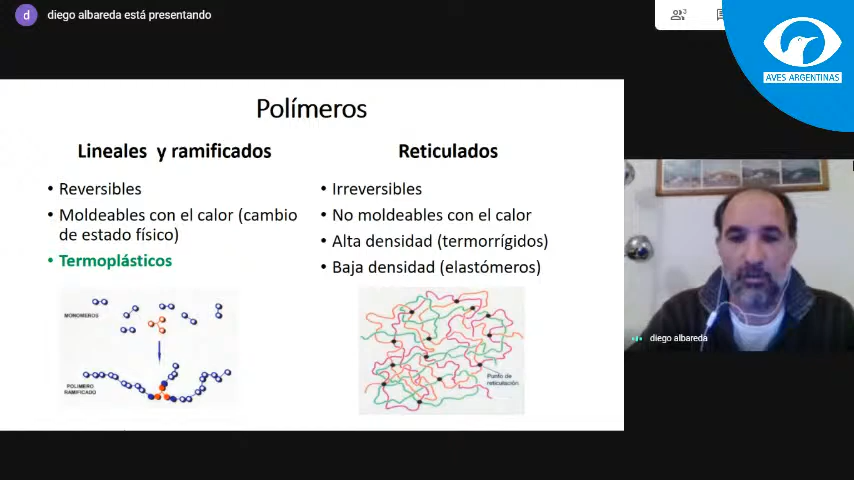 d diego albareda está presentando
3
AVES ARGENTINAS
Polímeros
Lineales y ramificados
• Reversibles
• Moldeables con el calor (cambio
de estado físico)
• Termoplásticos
MONOMEROS
POLIMERO
RAMIFICADO
Reticulados
• Irreversibles
• No moldeables con el calor
• Alta densidad (termorrígidos)
• Baja densidad (elastómeros)
Punto de
reticulación
diego albareda